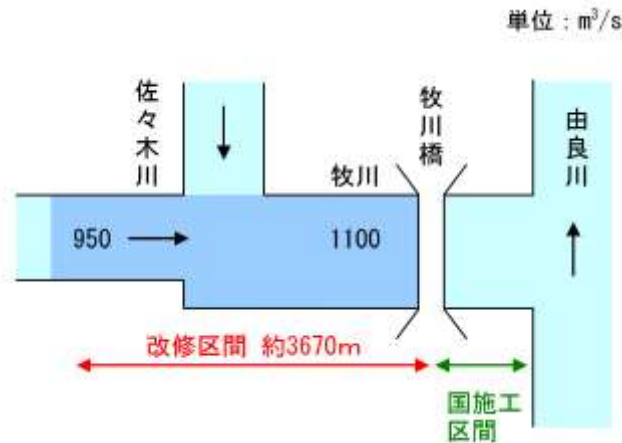 単位：m³/s
佐々木川
牧川橋
由良川
牧川
950
1100
改修区間 約3670m
国施工
区間